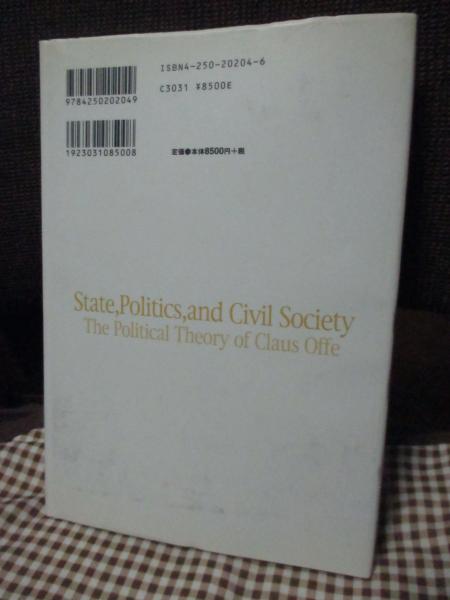 ISBN4-250-20204-6
C3031 ¥8500E
9784250202049
1923031085008
定価●本体8500円+税
State,Politics,and Civil Society
The Political Theory of Claus Offe